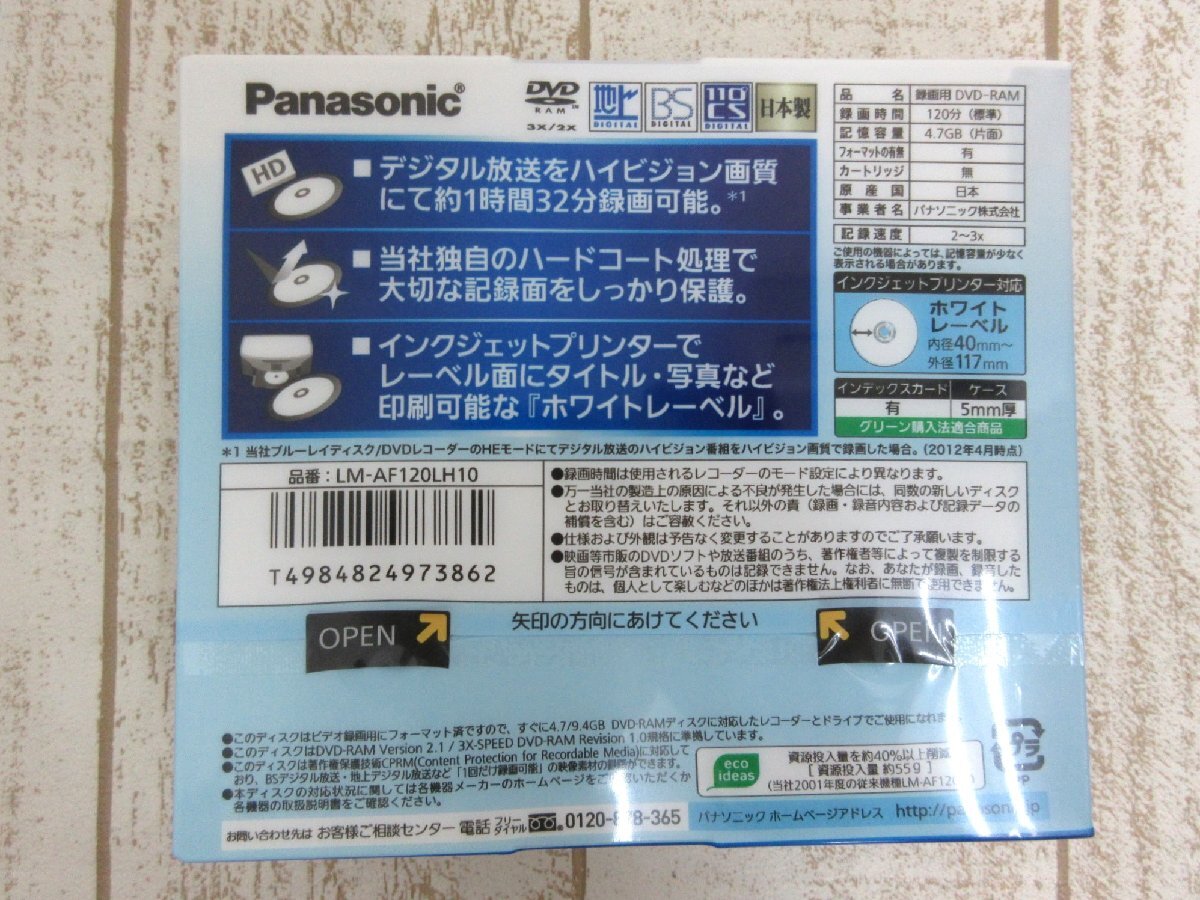 Panasonic®
DVD
RAM
3X/2X
地上
DIGITAL
BS
DIGITAL
110
CS
DIGITAL
日本製
品名 録画用 DVD-RAM
録画時間 120分(標準)
記憶容量 4.7GB(片面)
フォーマットの有無 有
カートリッジ 無
原産国 日本
事業者名 パナソニック株式会社
記録速度 2〜3x
ご使用の機器によっては、記憶容量が少なく
表示される場合があります。
HD
■デジタル放送をハイビジョン画質
にて約1時間32分録画可能。*1
■当社独自のハードコート処理で
大切な記録面をしっかり保護。
■インクジェットプリンターで
レーベル面にタイトル・写真など
印刷可能な『ホワイトレーベル』。
インクジェットプリンター対応
ホワイト
レーベル
内径40mm〜
外径117mm
インデックスカード ケース
有 5mm厚
グリーン購入法適合商品
*1 当社ブルーレイディスク/DVDレコーダーのHEモードにてデジタル放送のハイビジョン番組をハイビジョン画質で録画した場合。(2012年4月時点)
品番:LM-AF120LH10
T4984824973862
●録画時間は使用されるレコーダーのモード設定により異なります。
●万一当社の製造上の原因による不良が発生した場合には、同数の新しいディスク
とお取り替えいたします。それ以外の責(録画・録音内容および記録データの
補償を含む)はご容赦ください。
●仕様および外観は予告なく変更することがありますのでご了承願います。
●映画等市販のDVDソフトや放送番組のうち、著作権者等によって複製を制限する
旨の信号が含まれているものは記録できません。なお、あなたが録画、録音した
ものは、個人として楽しむなどのほかは著作権法上権利者に無断で使用できません。
OPEN
矢印の方向にあけてください
OPEN
●このディスクはビデオ録画用にフォーマット済ですので、すぐに4.7/9.4GB DVD-RAMディスクに対応したレコーダーとドライブでご使用になれま
●このディスクはDVD-RAM Version 2.1 / 3X-SPEED DVD-RAM Revision 1.0規格に準拠しています。
●このディスクは著作権保護技術CPRM(Content Protection for Recordable Media)に対応して
おり、BSデジタル放送・地上デジタル放送など「1回だけ録画可能」の映像素材の録画ができます。
●本ディスクの対応状況に関しては各機器メーカーのホームページをご確認いただくか
各機器の取扱説明書をご確認ください。
eco
ideas
資源投入量を約40%以上削減
[資源投入量 約55g]
(当社2001年度の従来機種LM-AF120
プラ
お問い合わせ先は お客様ご相談センター 電話 フリーダイヤル 0120-878-365
パナソニック ホームページアドレス http://panasonic.jp